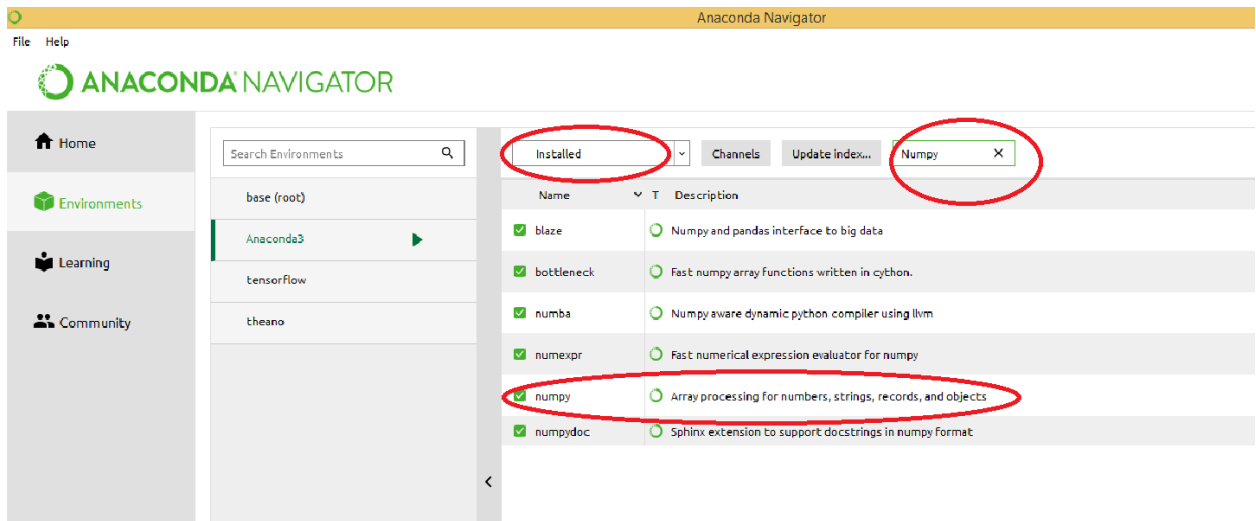 Anaconda Navigator
File Help
ANACONDA NAVIGATOR
Home
Environments
Learning
Community
Search Environments
base (root)
Anaconda3
tensorflow
theano
Installed Channels Update index... Numpy X
Name T Description
blaze Numpy and pandas interface to big data
bottleneck Fast numpy array functions written in cython.
numba Numpy aware dynamic python compiler using llvm
numexpr Fast numerical expression evaluator for numpy
numpy Array processing for numbers, strings, records, and objects
numpydoc Sphinx extension to support docstrings in numpy format